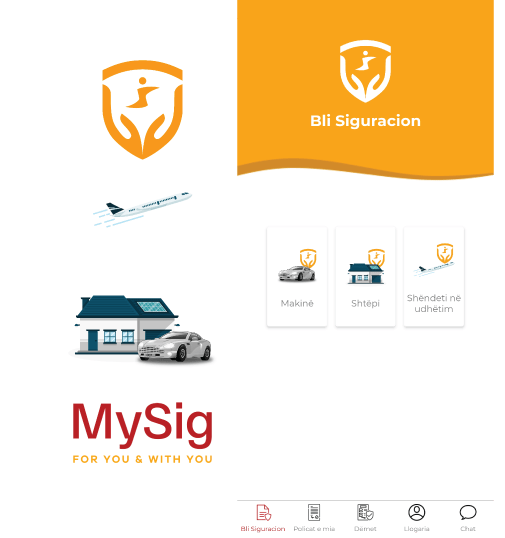 MySig
FOR YOU & WITH YOU
Bli Siguracion
Makinë
Shtëpi
Shëndeti në
udhëtim
Bli Siguracion
Policat e mia
Dëmet
Llogaria
Chat